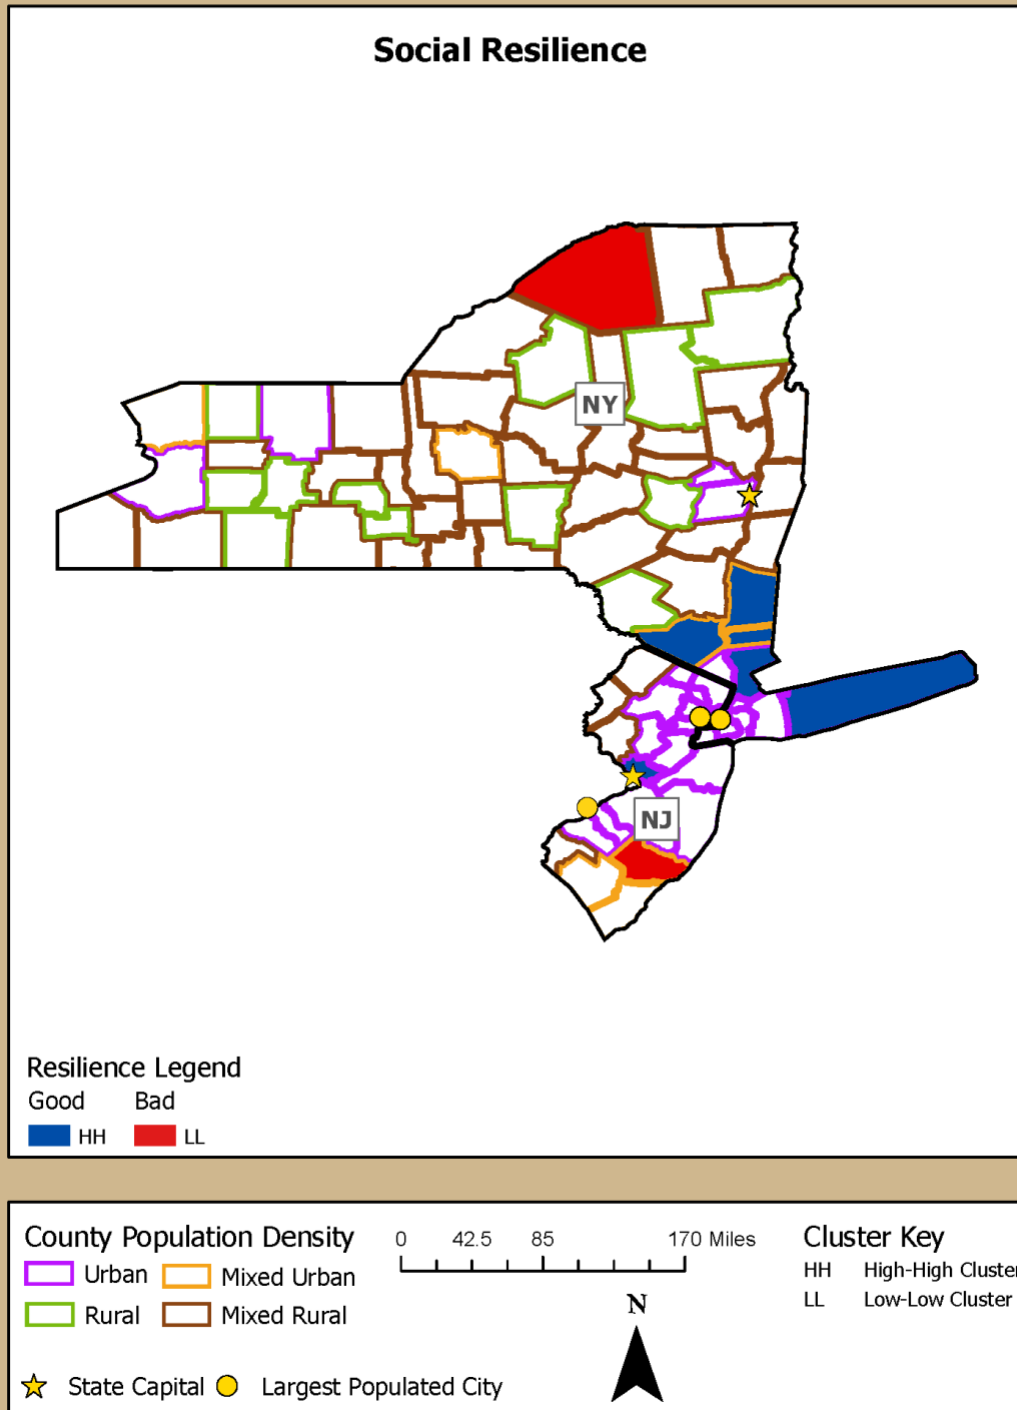 Social Resilience
NY
NJ
Resilience Legend
Good Bad
HH LL
County Population Density
Urban Mixed Urban
Rural Mixed Rural
State Capital Largest Populated City
0 42.5 85 170 Miles
N
Cluster Key
HH High-High Cluster
LL Low-Low Cluster